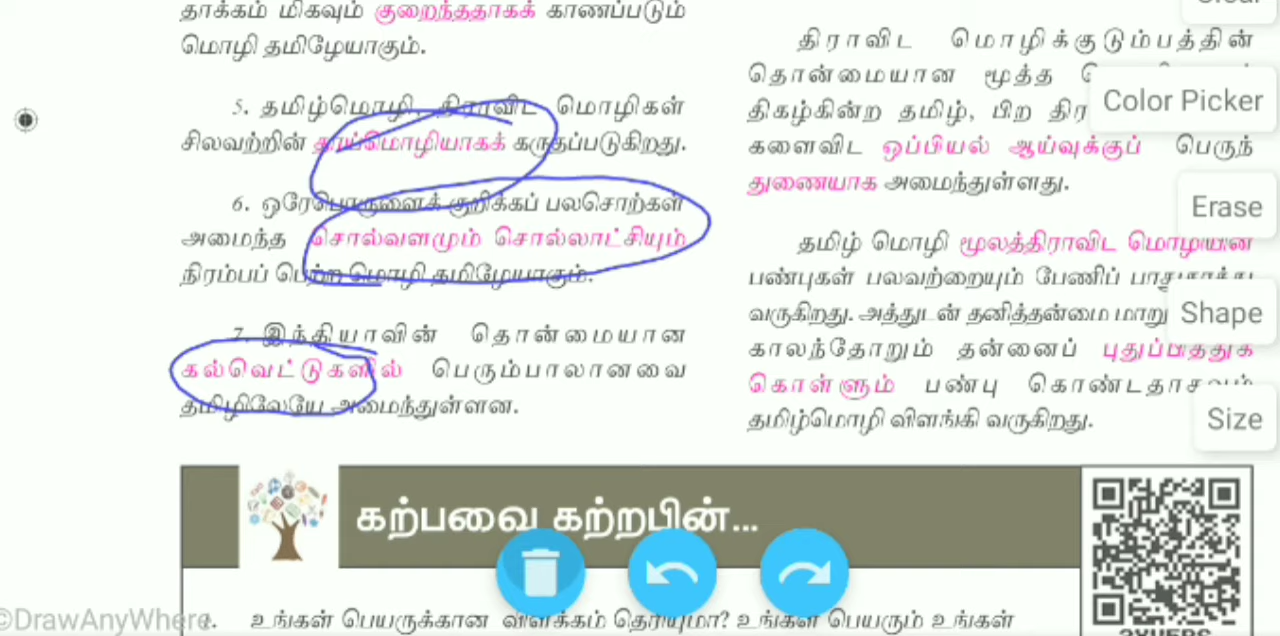 தாக்கம் மிகவும் குறைந்ததாகக் காணப்படும்
மொழி தமிழேயாகும்.
5. தமிழ்மொழி, திராவிட மொழிகள்
சிலவற்றின் தாய்மொழியாகக் கருதப்படுகிறது.
6. ஒரேபொருளைக் குறிக்கப் பலசொற்கள்
அமைந்த சொல்வளமும் சொல்லாட்சியும்
நிரம்பப் பெற்ற மொழி தமிழேயாகும்.
7. இந்தியாவின் தொன்மையான
கல்வெட்டுகளில் பெரும்பாலானவை
தமிழிலேயே அமைந்துள்ளன.
திராவிட மொழிக்குடும்பத்தின்
தொன்மையான மூத்த
திகழ்கின்ற தமிழ், பிற
களைவிட ஒப்பியல் ஆய்வுக்குப் பெருந்
துணையாக அமைந்துள்ளது.
தமிழ் மொழி மூலத்திராவிட மொழியின்
பண்புகள் பலவற்றையும் பேணிப் பாதுகாத்து
வருகிறது. அத்துடன் தனித்தன்மை
காலந்தோறும் தன்னைப் புதுப்பித்துக்
கொள்ளும் பண்பு கொண்டதாகவும்
தமிழ்மொழி விளங்கி வருகிறது.
Clear
Color Picker
Erase
Shape
Size
கற்பவை கற்றபின்...
உங்கள் பெயருக்கான விளக்கம் தெரியுமா? உங்கள் பெயரும் உங்கள்
©DrawAnyWhere